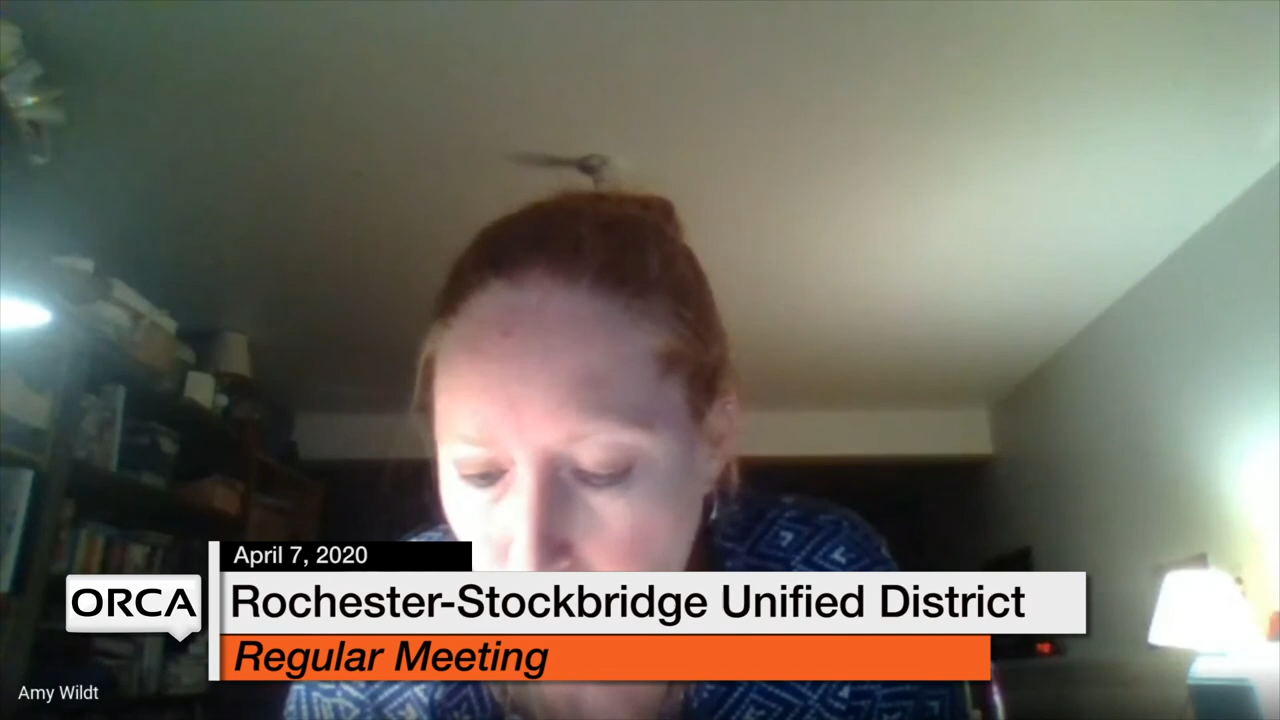 April 7, 2020
ORCA
Rochester-Stockbridge Unified District
Regular Meeting
Amy Wildt